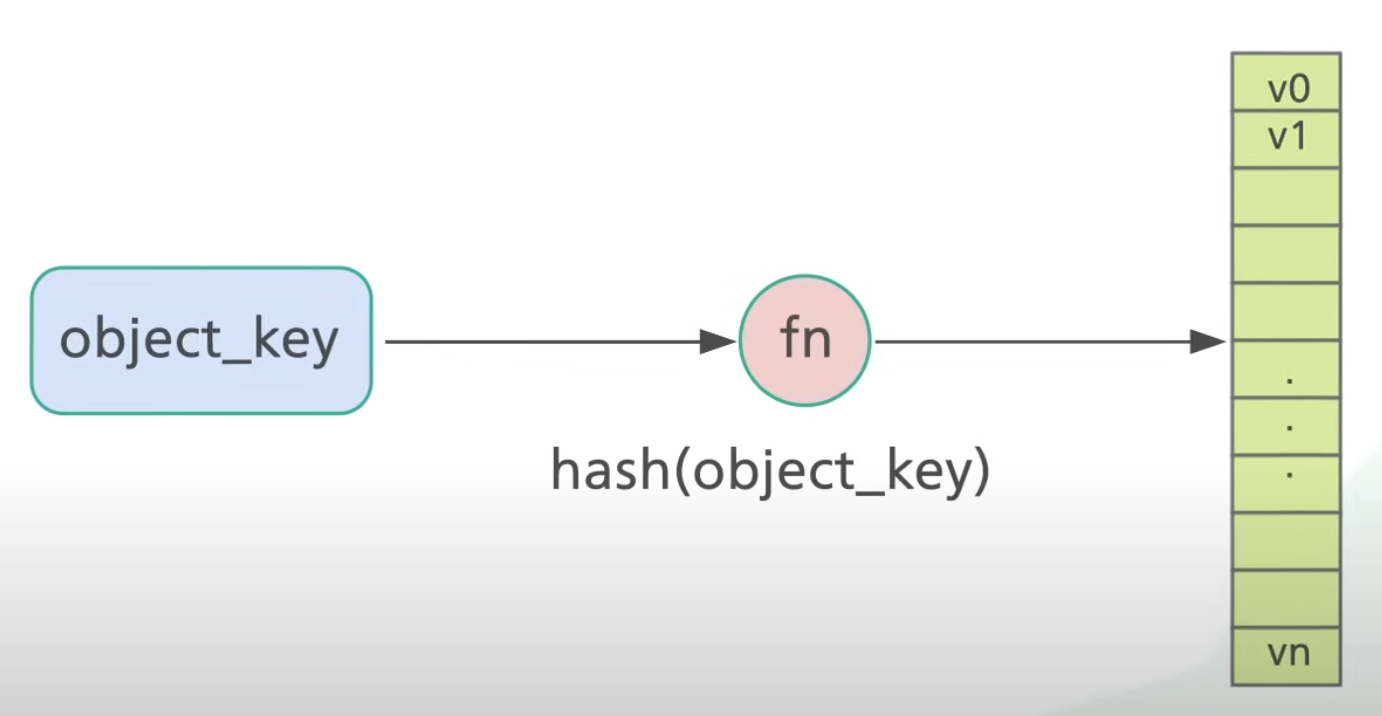 v0
v1
object_key
fn
.
.
hash(object_key)
.
vn